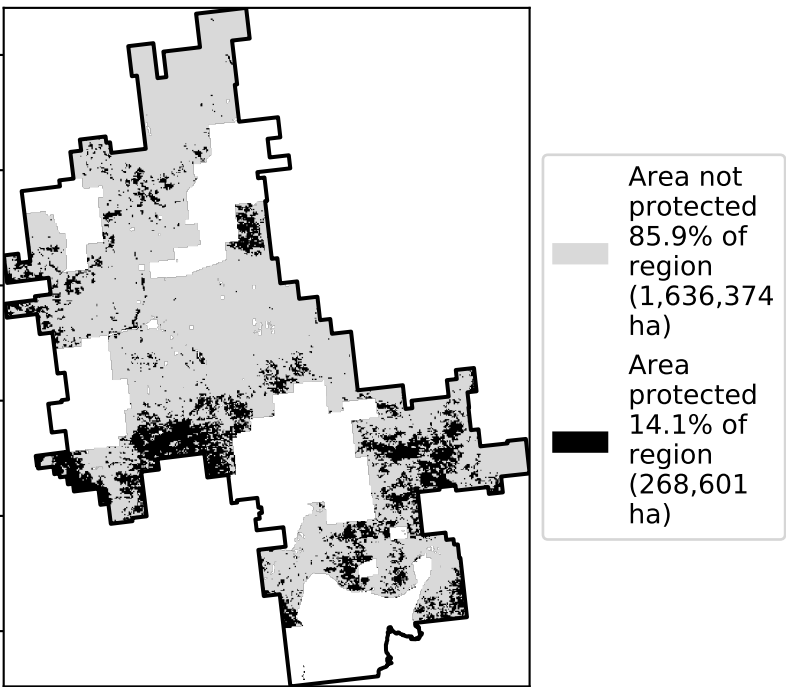 Area not
protected
85.9% of
region
(1,636,374
ha)
Area
protected
14.1% of
region
(268,601
ha)